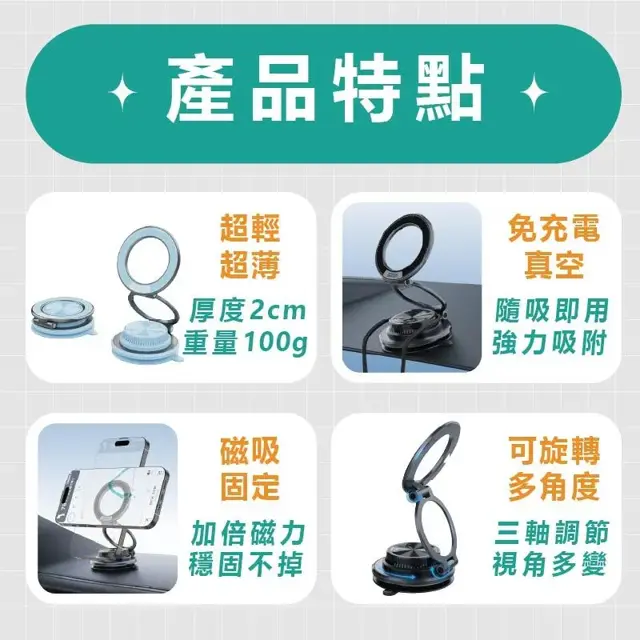 產品特點
超輕
超薄
厚度2cm
重量100g
免充電
真空
隨吸即用
強力吸附
磁吸
固定
加倍磁力
穩固不掉
可旋轉
多角度
三軸調節
視角多變